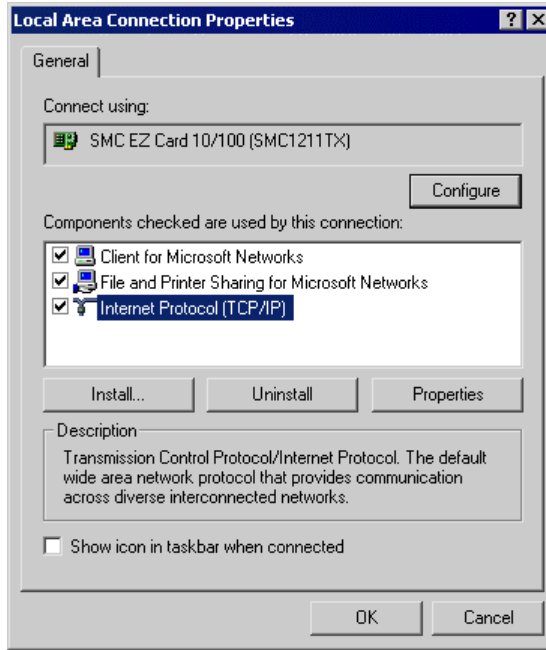 Local Area Connection Properties
General
Connect using:
SMC EZ Card 10/100 (SMC1211TX)
Configure
Components checked are used by this connection:
Client for Microsoft Networks
File and Printer Sharing for Microsoft Networks
Internet Protocol (TCP/IP)
Install... Uninstall Properties
Description
Transmission Control Protocol/Internet Protocol. The default
wide area network protocol that provides communication
across diverse interconnected networks.
Show icon in taskbar when connected
OK Cancel